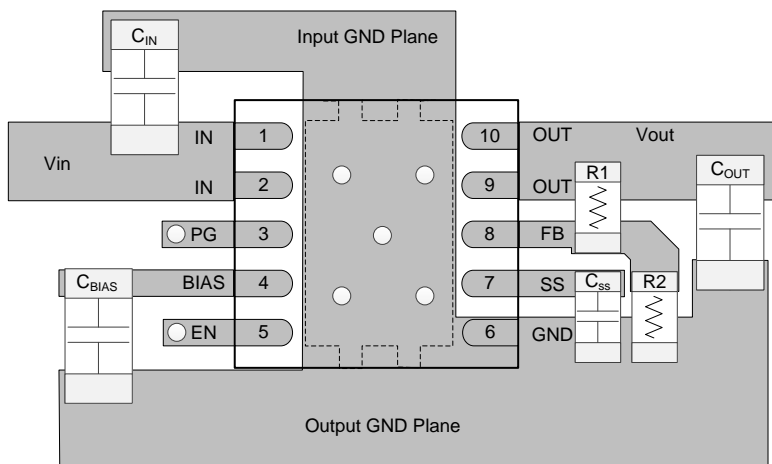 C_IN
Input GND Plane
IN 1 10 OUT Vout
Vin
IN 2 9 OUT R1 C_OUT
PG 3 8 FB
C_BIAS BIAS 4 7 SS C_ss R2
EN 5 6 GND
Output GND Plane